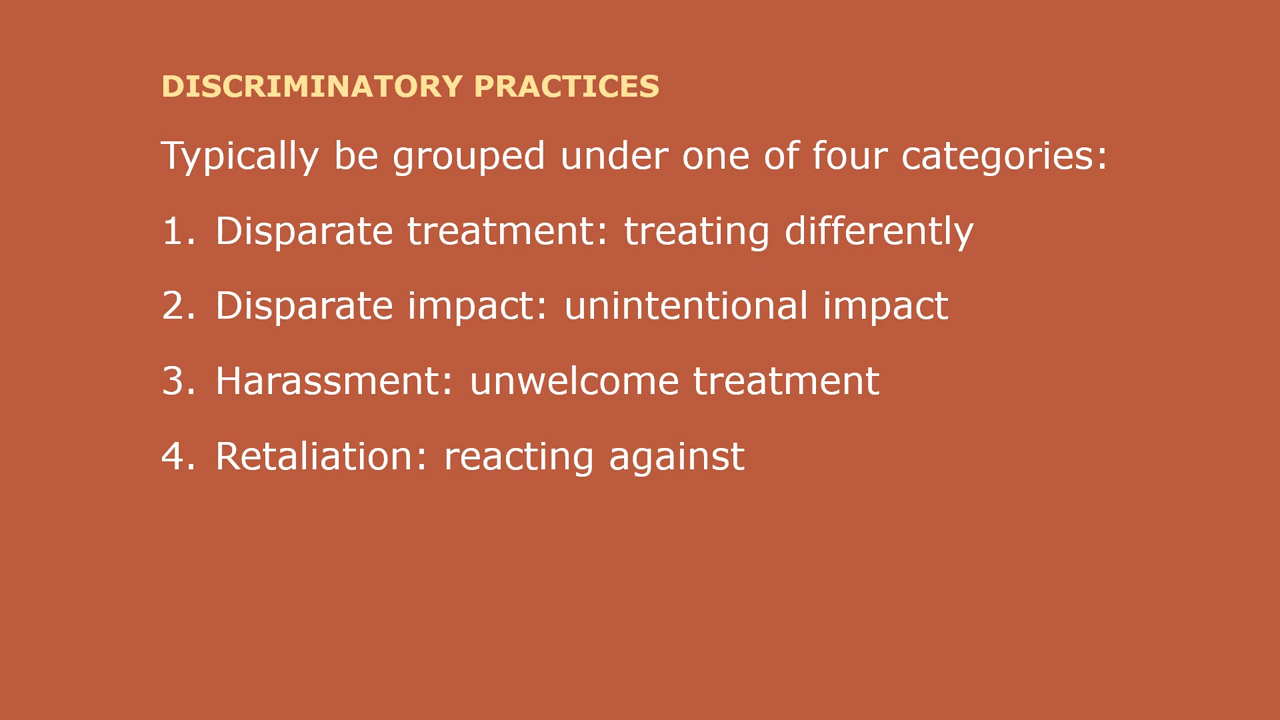 DISCRIMINATORY PRACTICES
Typically be grouped under one of four categories:
1. Disparate treatment: treating differently
2. Disparate impact: unintentional impact
3. Harassment: unwelcome treatment
4. Retaliation: reacting against